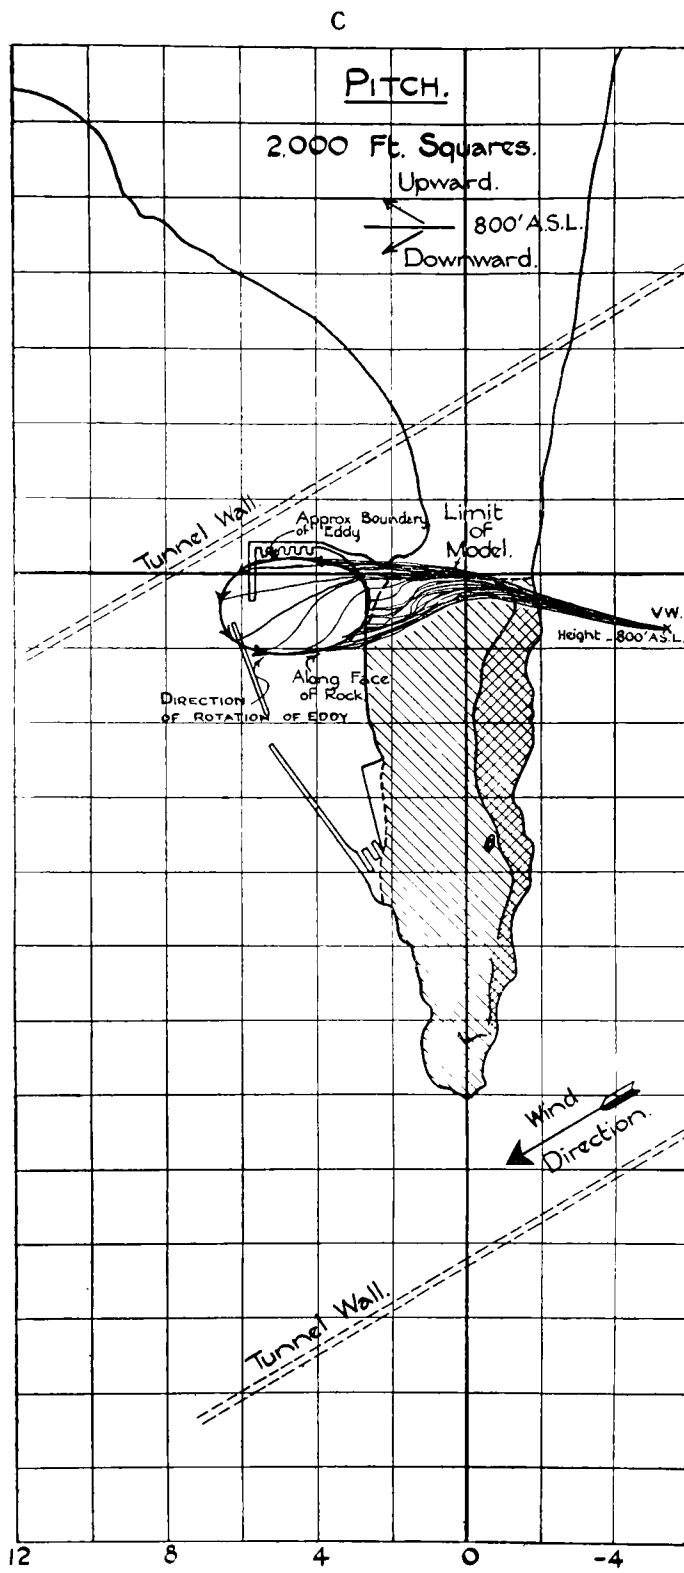 C
PITCH.
2,000 Ft. Squares.
Upward.
800' A.S.L.
Downward.
Tunnel Wall.
Approx Boundary
of Eddy
Limit
of
Model.
V.W.
Height - 800' A.S.L.
Along Face
of Rock
DIRECTION
OF ROTATION OF EDDY
Wind
Direction.
Tunnel Wall.
12 8 4 0 -4